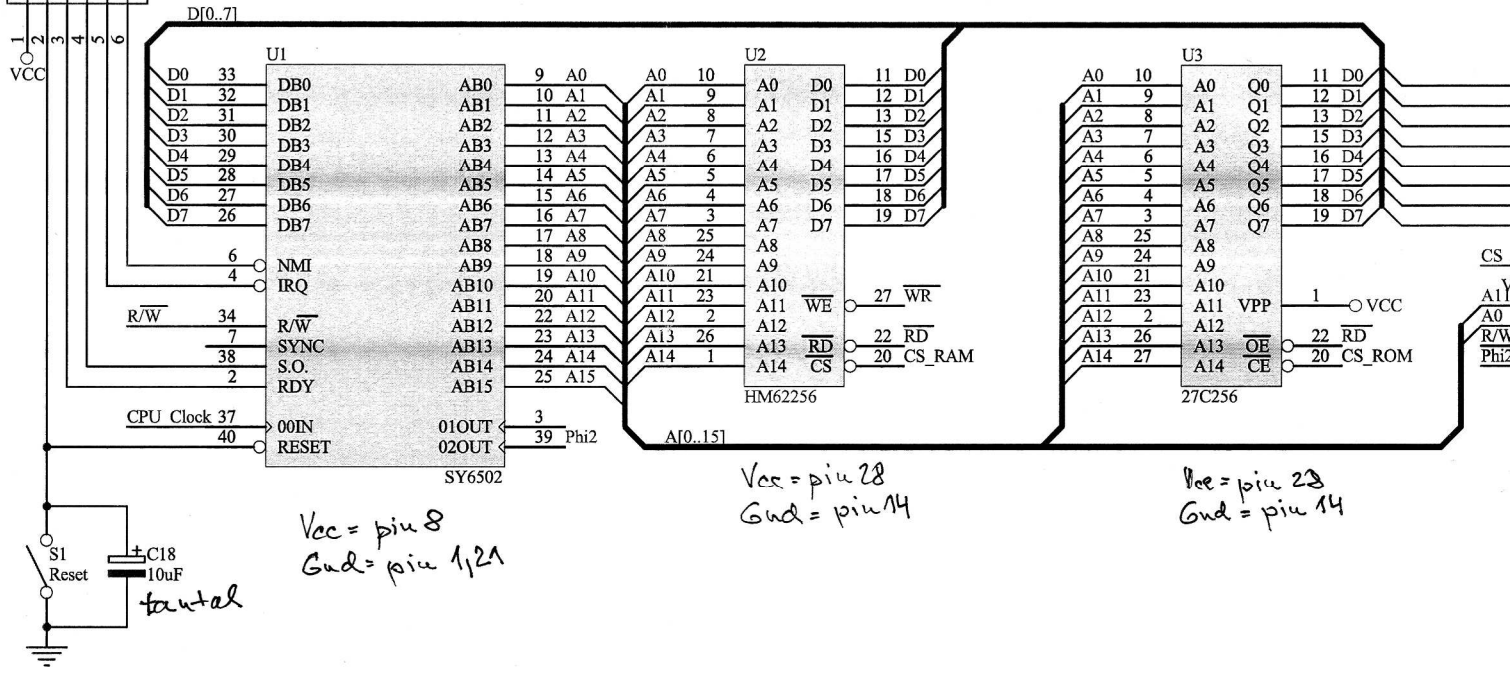 D[0..7]
1 2 3 4 5 6
VCC
U1
D0 33 DB0 AB0 9 A0
D1 32 DB1 AB1 10 A1
D2 31 DB2 AB2 11 A2
D3 30 DB3 AB3 12 A3
D4 29 DB4 AB4 13 A4
D5 28 DB5 AB5 14 A5
D6 27 DB6 AB6 15 A6
D7 26 DB7 AB7 16 A7
AB8 17 A8
6 NMI AB9 18 A9
4 IRQ AB10 19 A10
AB11 20 A11
R/W 34 R/W AB12 22 A12
7 SYNC AB13 23 A13
38 S.O. AB14 24 A14
2 RDY AB15 25 A15
CPU Clock 37 00IN 01OUT 3
40 RESET 02OUT 39 Phi2
SY6502
Vcc = pin 8
Gnd = pin 1,21
S1
Reset
+ C18
10uF
tantal
U2
A0 10 A0 D0 11 D0
A1 9 A1 D1 12 D1
A2 8 A2 D2 13 D2
A3 7 A3 D3 15 D3
A4 6 A4 D4 16 D4
A5 5 A5 D5 17 D5
A6 4 A6 D6 18 D6
A7 3 A7 D7 19 D7
A8 25 A8
A9 24 A9
A10 21 A10
A11 23 A11 WE 27 WR
A12 2 A12
A13 26 A13 RD 22 RD
A14 1 A14 CS 20 CS_RAM
HM62256
A[0..15]
Vcc = pin 28
Gnd = pin 14
U3
A0 10 A0 Q0 11 D0
A1 9 A1 Q1 12 D1
A2 8 A2 Q2 13 D2
A3 7 A3 Q3 15 D3
A4 6 A4 Q4 16 D4
A5 5 A5 Q5 17 D5
A6 4 A6 Q6 18 D6
A7 3 A7 Q7 19 D7
A8 25 A8
A9 24 A9
A10 21 A10
A11 23 A11 VPP 1 VCC
A12 2 A12
A13 26 A13 OE 22 RD
A14 27 A14 CE 20 CS_ROM
27C256
Vcc = pin 28
Gnd = pin 14
CS
A11
A0
R/W
Phi2